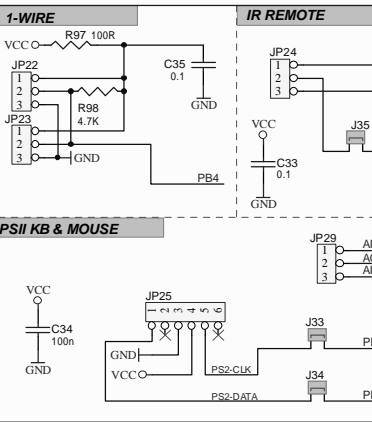 1-WIRE
VCC R97 100R
JP22
1
2
3
C35
0.1
GND
R98
4.7K
JP23
1
2
3
GND
PB4
IR REMOTE
JP24
1
2
3
J35
VCC
C33
0.1
GND
PSII KB & MOUSE
VCC
C34
100n
GND
JP25
1 2 3 4 5 6
GND
VCC
PS2-CLK
PS2-DATA
JP29
1
2
3
J33
J34